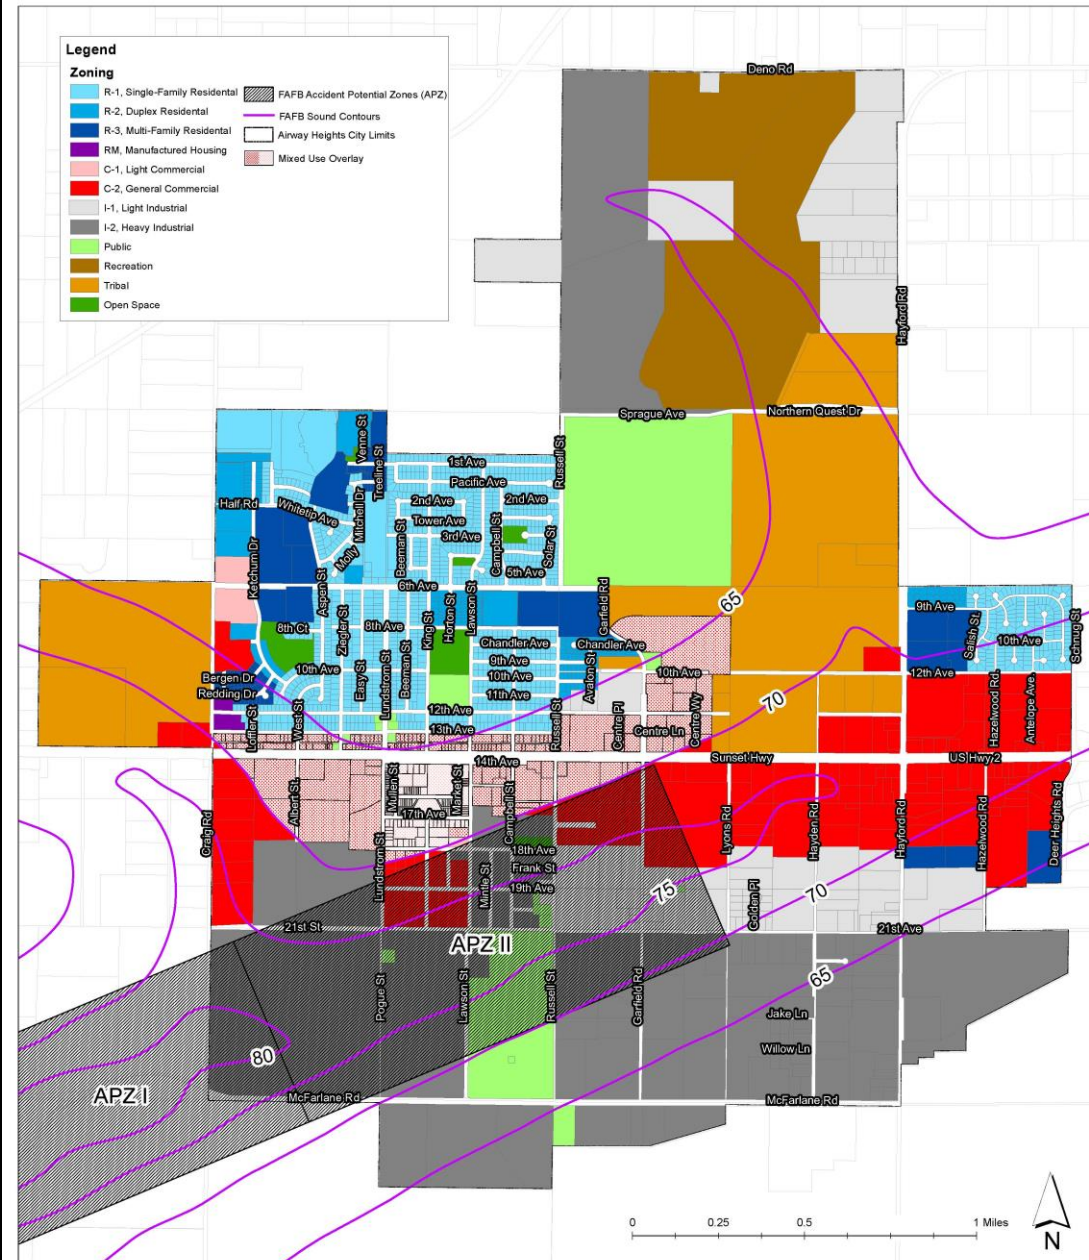 Legend
Zoning
R-1, Single-Family Residental
R-2, Duplex Residental
R-3, Multi-Family Residental
RM, Manufactured Housing
C-1, Light Commercial
C-2, General Commercial
I-1, Light Industrial
I-2, Heavy Industrial
Public
Recreation
Tribal
Open Space
FAFB Accident Potential Zones (APZ)
FAFB Sound Contours
Airway Heights City Limits
Mixed Use Overlay
Deno Rd
Hayford Rd
Sprague Ave
Northern Quest Dr
Venne St
Treeline St
1st Ave
Russell St
Pacific Ave
Half Rd
Whitetip Ave
Mitchell Dr
2nd Ave
2nd Ave
Tower Ave
3rd Ave
Campbell St
Solar St
Beeman St
Molly
Ketchum Dr
5th Ave
6th Ave
Aspen St
Ziegler St
8th Ct
8th Ave
King St
Horton St
Lawson St
Garfield Rd
65
9th Ave
Salish St
10th Ave
Schnug St
Chandler Ave
Chandler Ave
9th Ave
10th Ave
10th Ave
10th Ave
12th Ave
Bergen Dr
Redding Dr
Easy St
Lundstrom St
Beeman St
11th Ave
Avalon St
12th Ave
13th Ave
Loffler St
West St
Russell St
Centre Pl
Centre Ln
Centre Wy
70
Hazelwood Rd
Antelope Ave
14th Ave
Sunset Hwy
US Hwy 2
Craig Rd
Albert St
Mullen St
Market St
17th Ave
Campbell St
Lyons Rd
Hayden Rd
Hayford Rd
Hazelwood Rd
Deer Heights Rd
Lundstrom St
18th Ave
Frank St
19th Ave
Mintle St
75
70
Golden Pl
21st St
21st Ave
APZ II
65
Pogue St
Lawson St
Russell St
Garfield Rd
Jake Ln
Willow Ln
80
APZ I
McFarlane Rd
McFarlane Rd
0 0.25 0.5 1 Miles
N